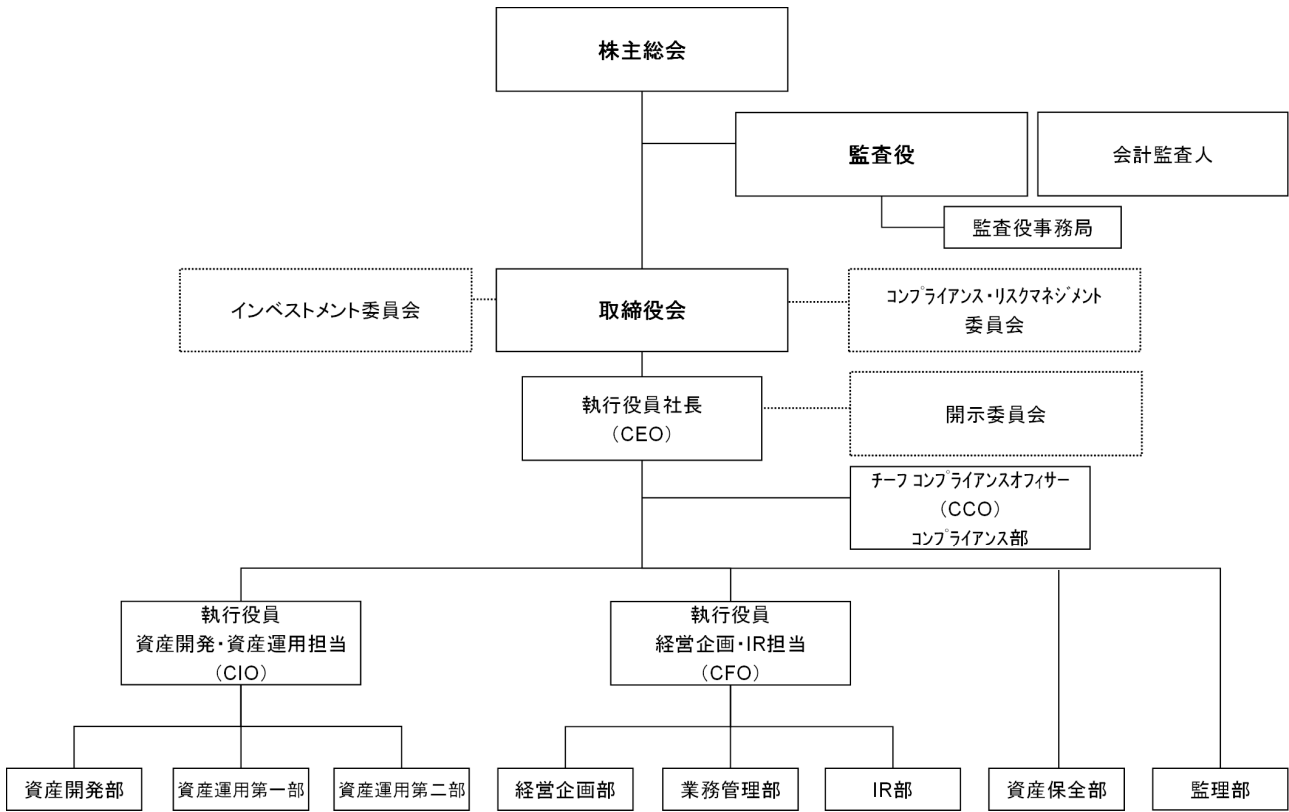 株主総会
監査役
会計監査人
監査役事務局
インベストメント委員会
取締役会
コンプライアンス・リスクマネジメント
委員会
執行役員社長
（CEO）
開示委員会
チーフ コンプライアンスオフィサー
（CCO）
コンプライアンス部
執行役員
資産開発・資産運用担当
（CIO）
執行役員
経営企画・IR担当
（CFO）
資産開発部
資産運用第一部
資産運用第二部
経営企画部
業務管理部
IR部
資産保全部
監理部